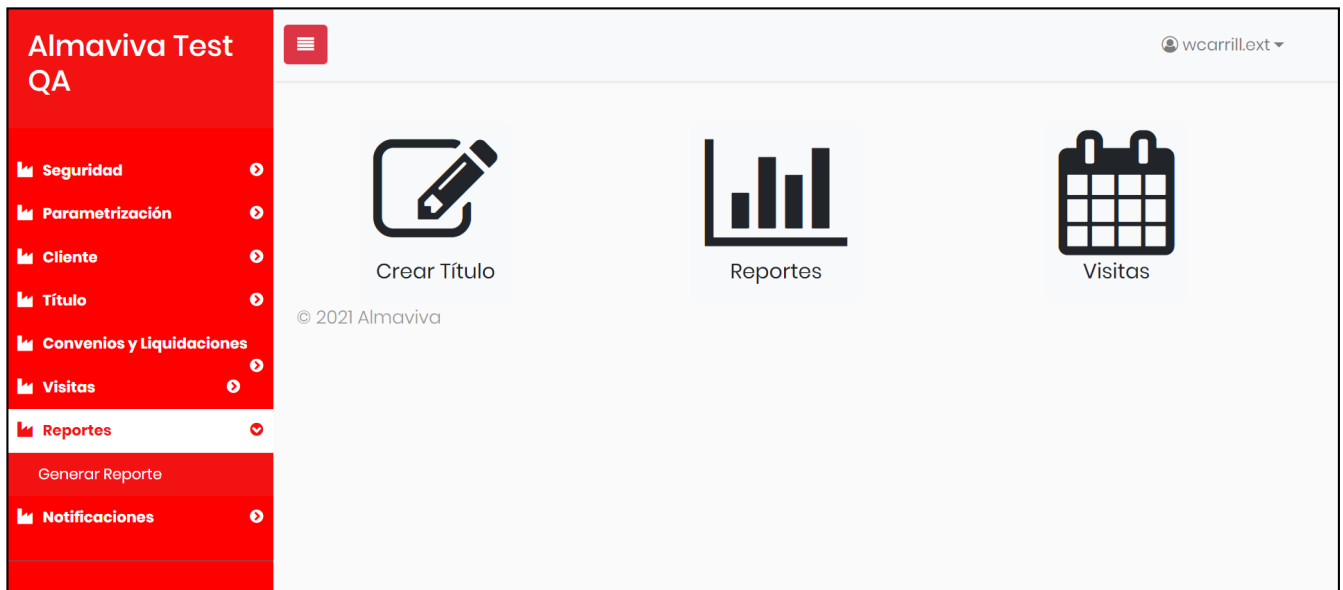 Almaviva Test
QA
wcarrill.ext
Seguridad
Parametrización
Cliente
Título
Convenios y Liquidaciones
Visitas
Reportes
Generar Reporte
Notificaciones
Crear Título
Reportes
Visitas
© 2021 Almaviva